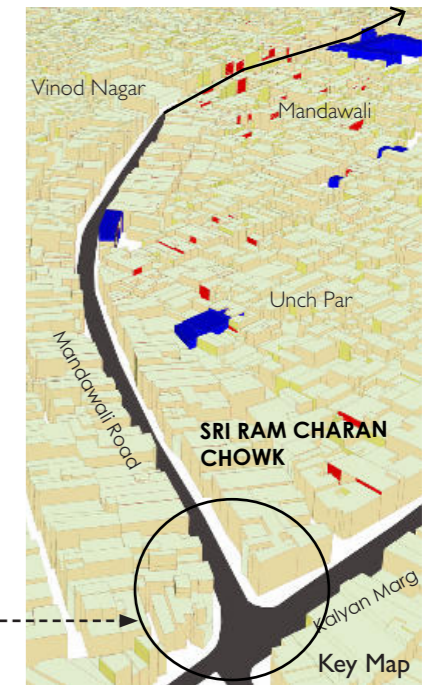 Vinod Nagar
Mandawali
Unch Par
Mandawali Road
SRI RAM CHARAN
CHOWK
Kalyan Marg
Key Map